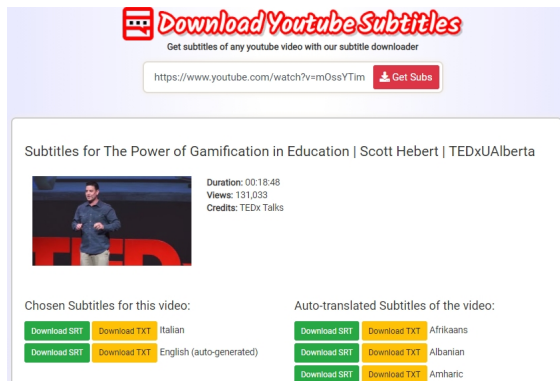 Download Youtube Subtitles
Get subtitles of any youtube video with our subtitle downloader
https://www.youtube.com/watch?v=mOssYTim
Get Subs
Subtitles for The Power of Gamification in Education | Scott Hebert | TEDxUAlberta
Duration: 00:18:48
Views: 131,033
Credits: TEDx Talks
TED
Chosen Subtitles for this video:
Download SRT Download TXT Italian
Download SRT Download TXT English (auto-generated)
Auto-translated Subtitles of the video:
Download SRT Download TXT Afrikaans
Download SRT Download TXT Albanian
Download SRT Download TXT Amharic